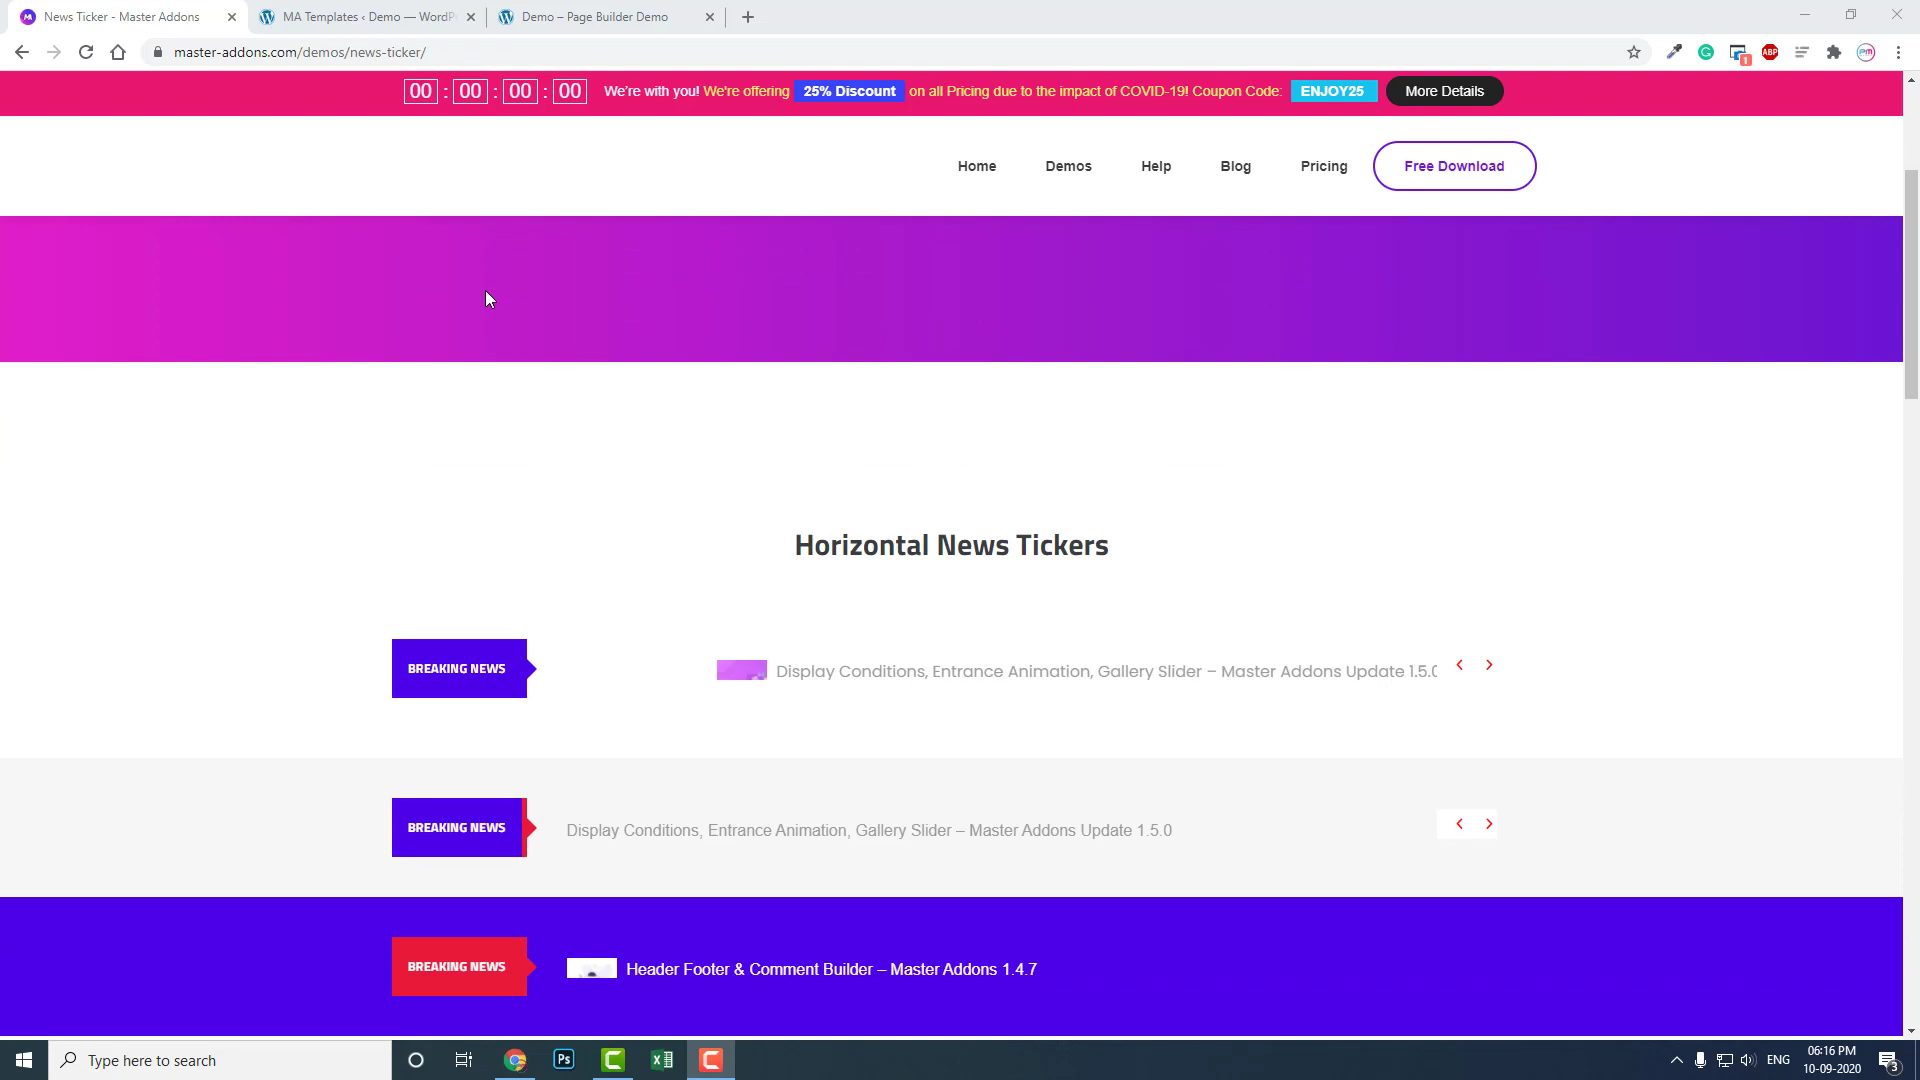 News Ticker - Master Addons
MA Templates ‹ Demo — WordP
Demo – Page Builder Demo
master-addons.com/demos/news-ticker/
1
ABP
00 : 00 : 00 : 00 We're with you! We're offering 25% Discount on all Pricing due to the impact of COVID-19! Coupon Code: ENJOY25 More Details
Home Demos Help Blog Pricing Free Download
Horizontal News Tickers
BREAKING NEWS Display Conditions, Entrance Animation, Gallery Slider – Master Addons Update 1.5.0
BREAKING NEWS Display Conditions, Entrance Animation, Gallery Slider – Master Addons Update 1.5.0
BREAKING NEWS Header Footer & Comment Builder – Master Addons 1.4.7
Type here to search
Ps
ENG
06:16 PM
10-09-2020
3